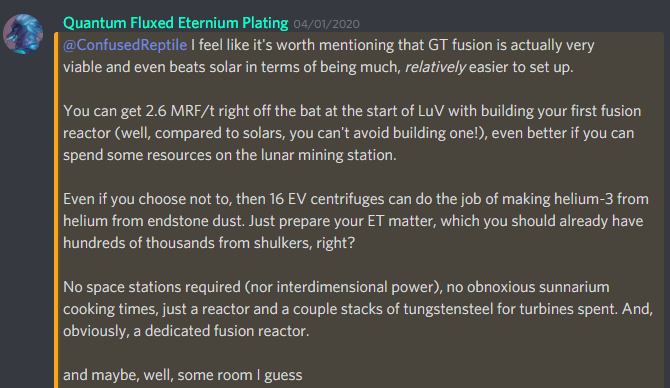 Quantum Fluxed Eternium Plating 04/01/2020
@ConfusedReptile I feel like it's worth mentioning that GT fusion is actually very
viable and even beats solar in terms of being much, relatively easier to set up.
You can get 2.6 MRF/t right off the bat at the start of LuV with building your first fusion
reactor (well, compared to solars, you can't avoid building one!), even better if you can
spend some resources on the lunar mining station.
Even if you choose not to, then 16 EV centrifuges can do the job of making helium-3 from
helium from endstone dust. Just prepare your ET matter, which you should already have
hundreds of thousands from shulkers, right?
No space stations required (nor interdimensional power), no obnoxious sunnarium
cooking times, just a reactor and a couple stacks of tungstensteel for turbines spent. And,
obviously, a dedicated fusion reactor.
and maybe, well, some room I guess